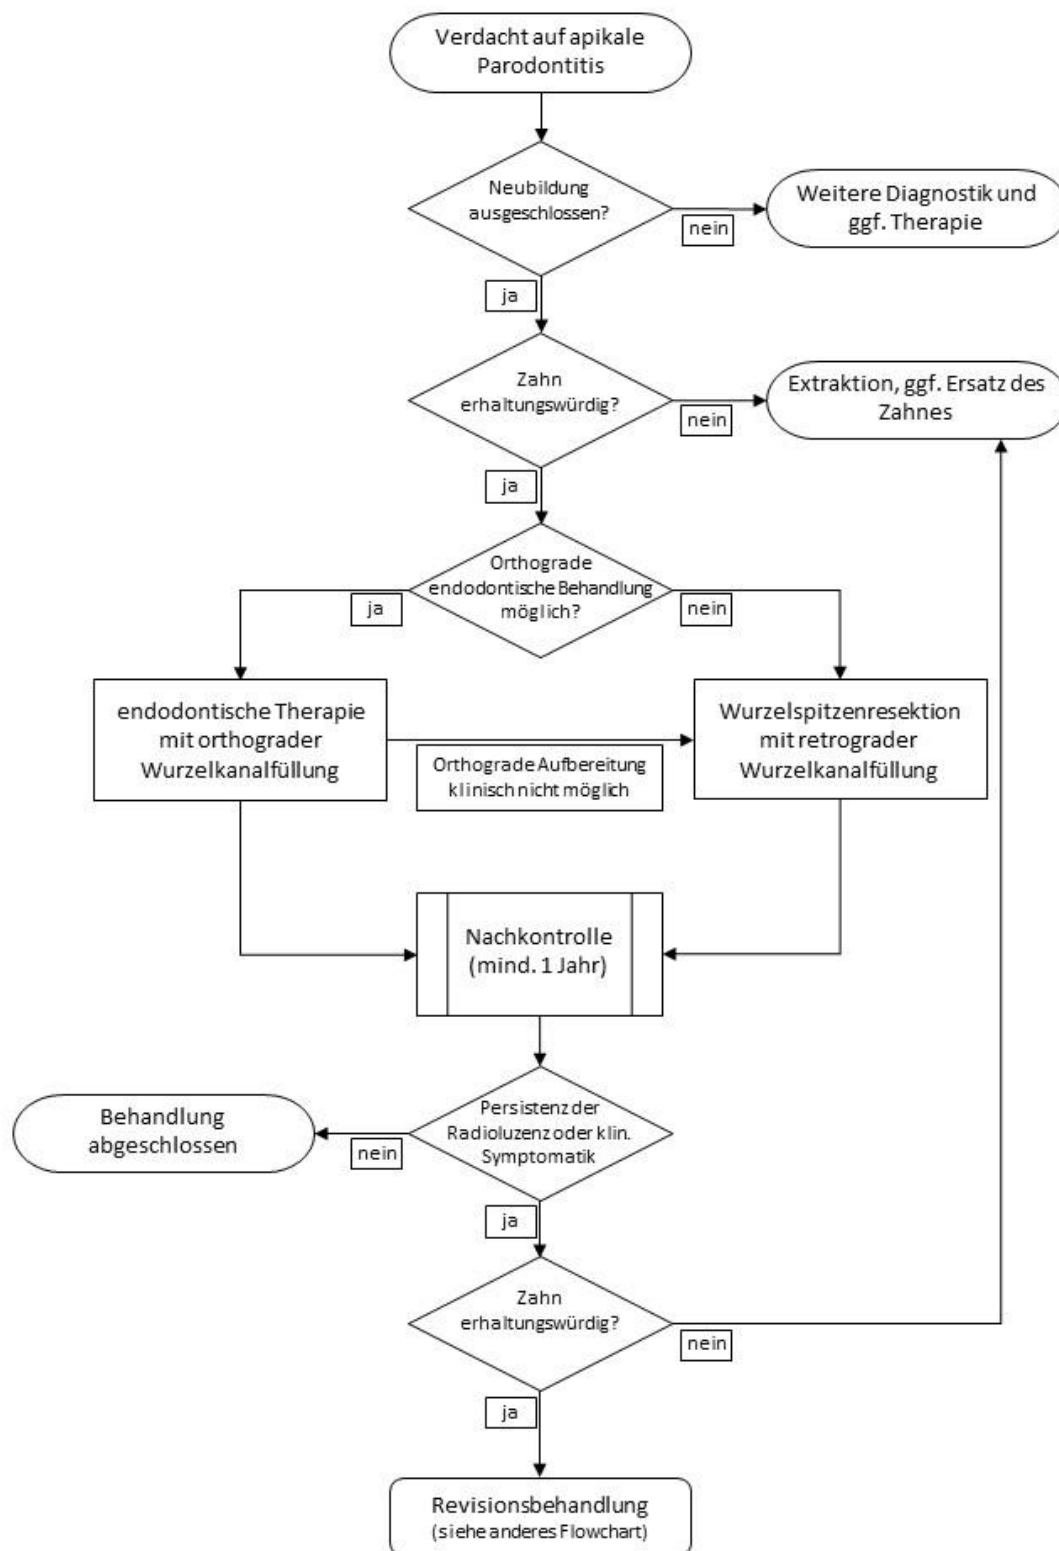 Verdacht auf apikale
Parodontitis
Neubildung
ausgeschlossen?
nein
Weitere Diagnostik und
ggf. Therapie
ja
Zahn
erhaltungswürdig?
nein
Extraktion, ggf. Ersatz des
Zahnes
ja
Orthograde
endodontische Behandlung
möglich?
ja
nein
endodontische Therapie
mit orthograder
Wurzelkanalfüllung
Orthograde Aufbereitung
klinisch nicht möglich
Wurzelspitzenresektion
mit retrograder
Wurzelkanalfüllung
Nachkontrolle
(mind. 1 Jahr)
Persistenz der
Radioluzenz oder klin.
Symptomatik
nein
Behandlung
abgeschlossen
ja
Zahn
erhaltungswürdig?
nein
ja
Revisionsbehandlung
(siehe anderes Flowchart)